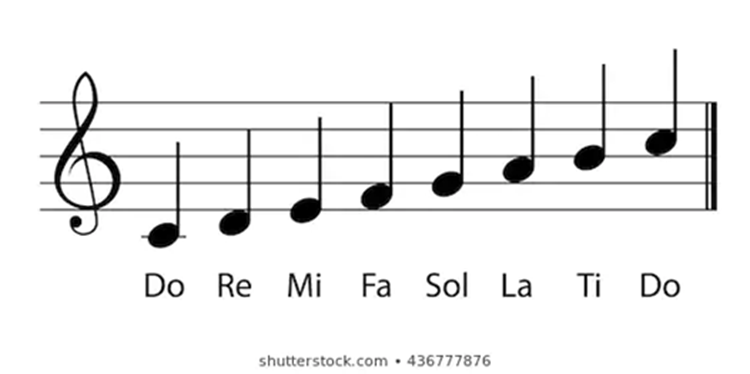 Do Re Mi Fa Sol La Ti Do
shutterstock.com • 436777876